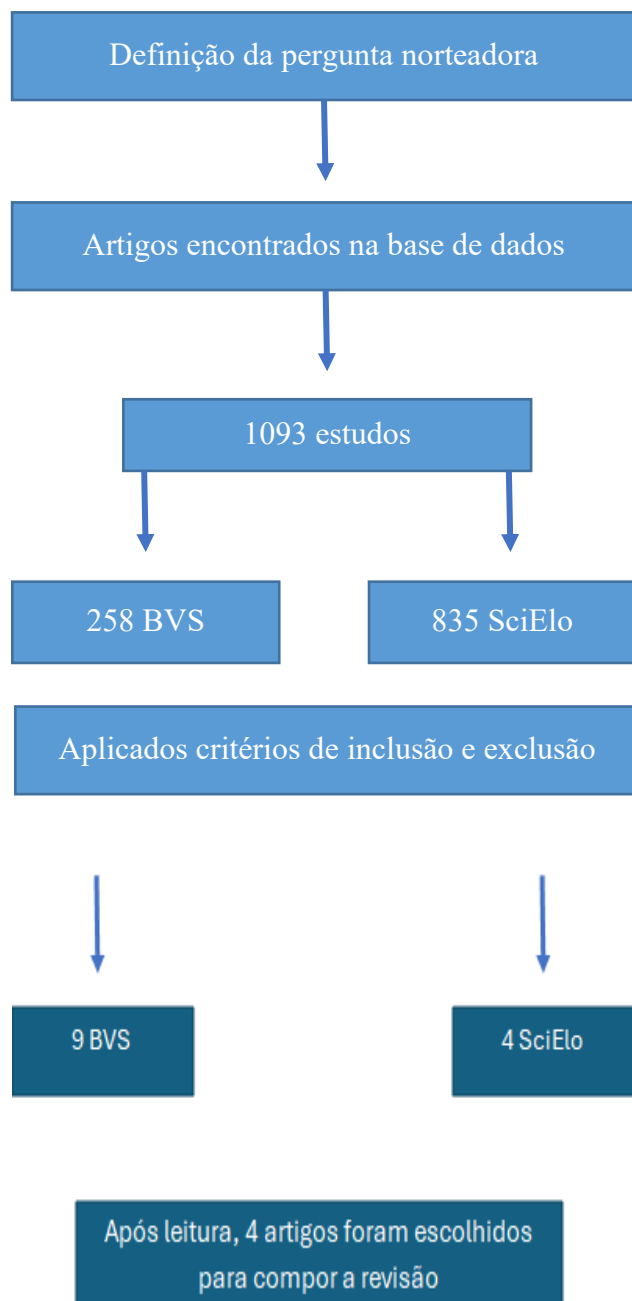 Definição da pergunta norteadora
Artigos encontrados na base de dados
1093 estudos
258 BVS
835 SciElo
Aplicados critérios de inclusão e exclusão
9 BVS
4 SciElo
Após leitura, 4 artigos foram escolhidos
para compor a revisão